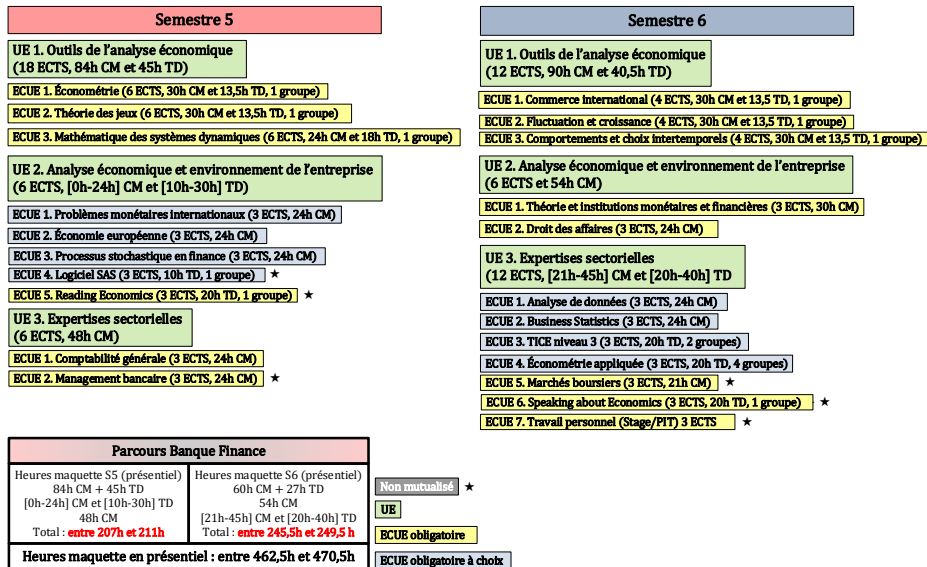 Semestre 5
UE 1. Outils de l'analyse économique
(18 ECTS, 84h CM et 45h TD)
ECUE 1. Économétrie (6 ECTS, 30h CM et 13,5h TD, 1 groupe)
ECUE 2. Théorie des jeux (6 ECTS, 30h CM et 13,5h TD, 1 groupe)
ECUE 3. Mathématique des systèmes dynamiques (6 ECTS, 24h CM et 18h TD, 1 groupe)
UE 2. Analyse économique et environnement de l'entreprise
(6 ECTS, [0h-24h] CM et [10h-30h] TD)
ECUE 1. Problèmes monétaires internationaux (3 ECTS, 24h CM)
ECUE 2. Économie européenne (3 ECTS, 24h CM)
ECUE 3. Processus stochastique en finance (3 ECTS, 24h CM)
ECUE 4. Logiciel SAS (3 ECTS, 10h TD, 1 groupe) ★
ECUE 5. Reading Economics (3 ECTS, 20h TD, 1 groupe) ★
UE 3. Expertises sectorielles
(6 ECTS, 48h CM)
ECUE 1. Comptabilité générale (3 ECTS, 24h CM)
ECUE 2. Management bancaire (3 ECTS, 24h CM) ★
Semestre 6
UE 1. Outils de l'analyse économique
(12 ECTS, 90h CM et 40,5h TD)
ECUE 1. Commerce international (4 ECTS, 30h CM et 13,5 TD, 1 groupe)
ECUE 2. Fluctuation et croissance (4 ECTS, 30h CM et 13,5 TD, 1 groupe)
ECUE 3. Comportements et choix intertemporels (4 ECTS, 30h CM et 13,5 TD, 1 groupe)
UE 2. Analyse économique et environnement de l'entreprise
(6 ECTS et 54h CM)
ECUE 1. Théorie et institutions monétaires et financières (3 ECTS, 30h CM)
ECUE 2. Droit des affaires (3 ECTS, 24h CM)
UE 3. Expertises sectorielles
(12 ECTS, [21h-45h] CM et [20h-40h] TD
ECUE 1. Analyse de données (3 ECTS, 24h CM)
ECUE 2. Business Statistics (3 ECTS, 24h CM)
ECUE 3. TICE niveau 3 (3 ECTS, 20h TD, 2 groupes)
ECUE 4. Économétrie appliquée (3 ECTS, 20h TD, 4 groupes)
ECUE 5. Marchés boursiers (3 ECTS, 21h CM) ★
ECUE 6. Speaking about Economics (3 ECTS, 20h TD, 1 groupe) ★
ECUE 7. Travail personnel (Stage/PIT) 3 ECTS ★
Parcours Banque Finance
Heures maquette S5 (présentiel)
84h CM + 45h TD
[0h-24h] CM et [10h-30h] TD
48h CM
Total : entre 207h et 211h
Heures maquette S6 (présentiel)
60h CM + 27h TD
54h CM
[21h-45h] CM et [20h-40h] TD
Total : entre 245,5h et 249,5 h
Heures maquette en présentiel : entre 462,5h et 470,5h
Non mutualisé ★
UE
ECUE obligatoire
ECUE obligatoire à choix